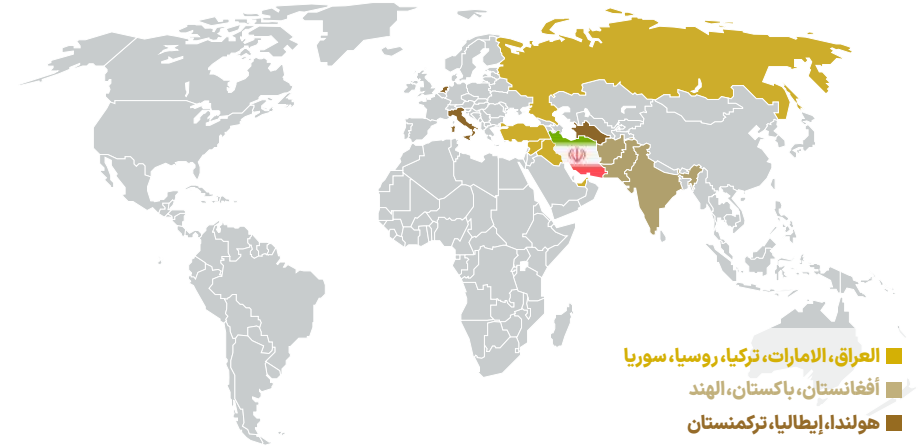 العراق، الامارات، تركيا، روسيا، سوريا
أفغانستان، باكستان، الهند
هولندا، إيطاليا، تركمنستان